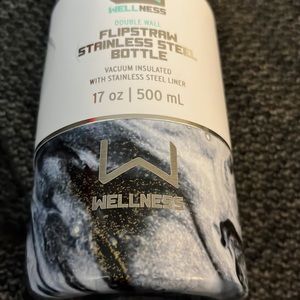 WELLNESS
DOUBLE WALL
FLIPSTRAW
STAINLESS STEEL
BOTTLE
VACUUM INSULATED
WITH STAINLESS STEEL LINER
17 oz | 500 mL
W
WELLNESS